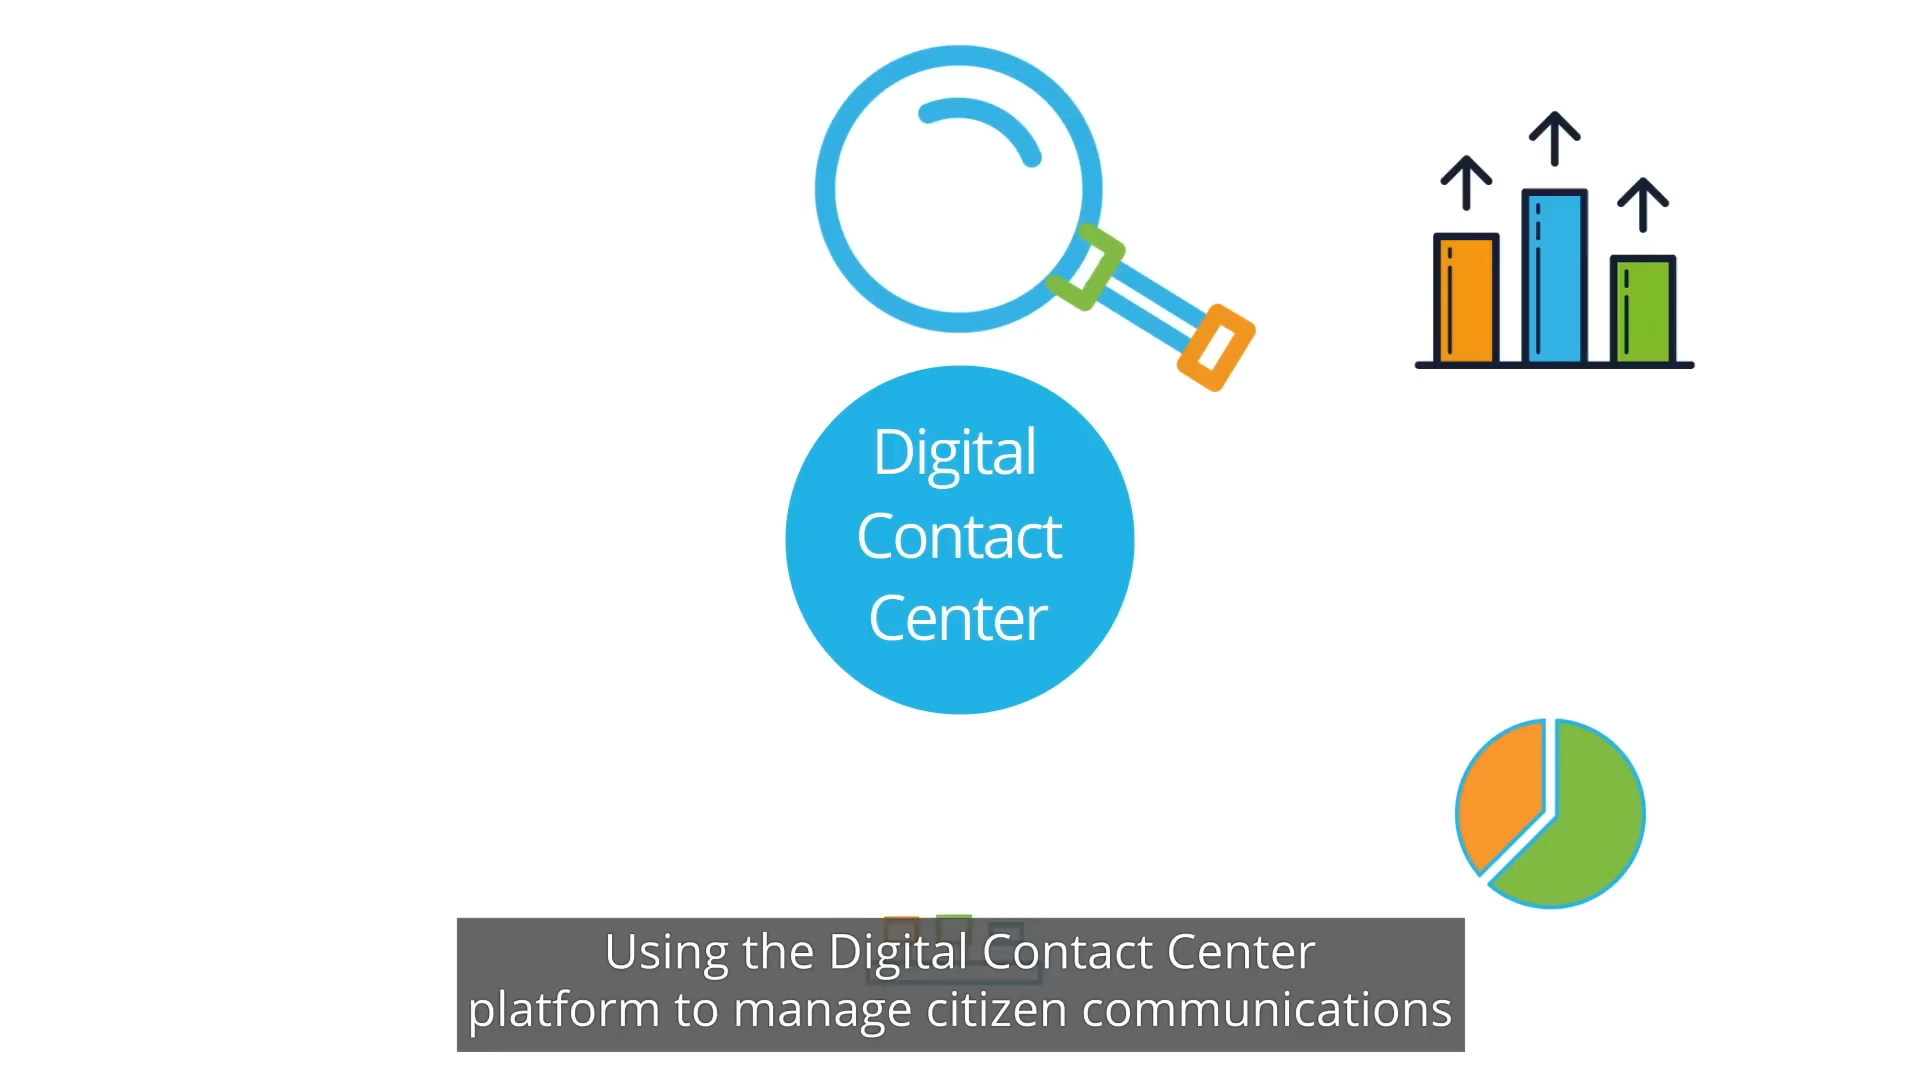 Digital
Contact
Center
Using the Digital Contact Center
platform to manage citizen communications